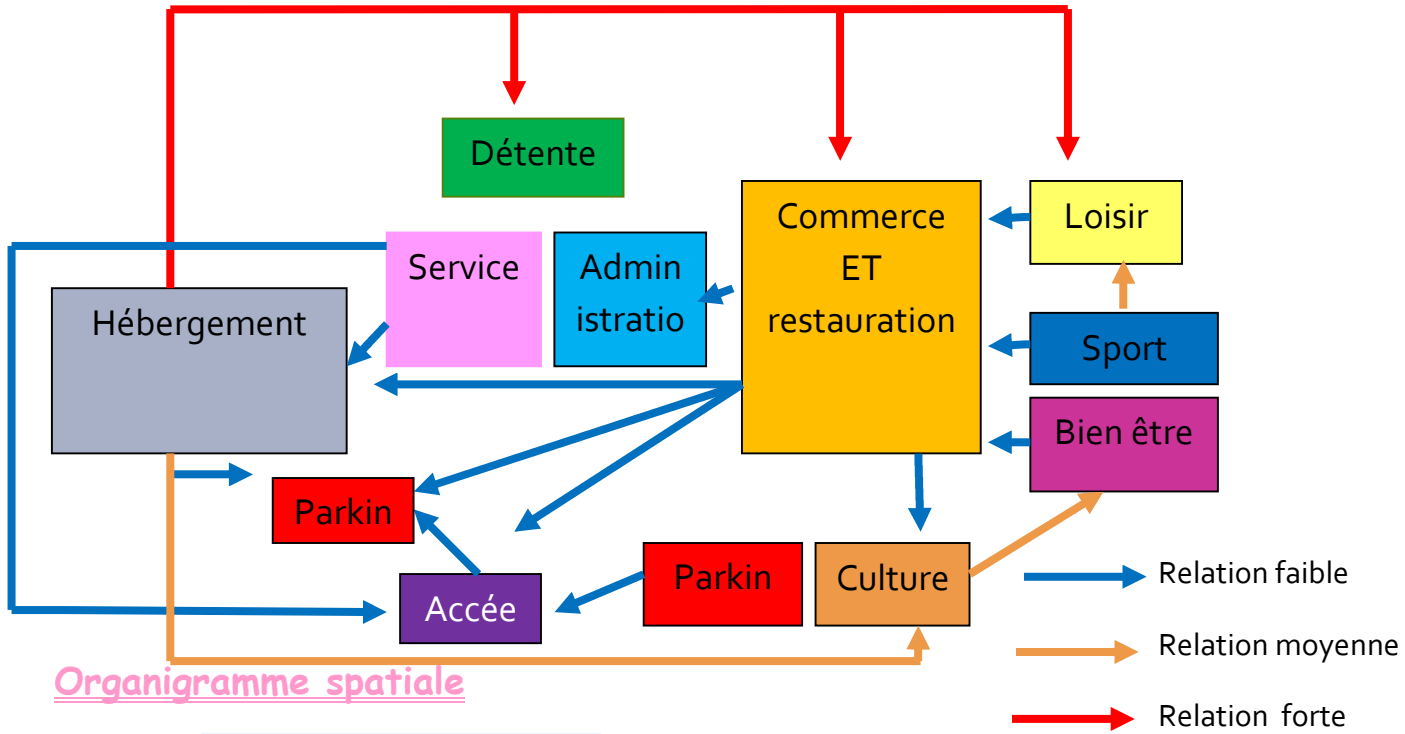 Détente
Commerce
ET
restauration
Loisir
Service
Admin
istratio
Hébergement
Sport
Bien être
Parkin
Parkin
Culture
Accée
Relation faible
Relation moyenne
Relation forte
Organigramme spatiale